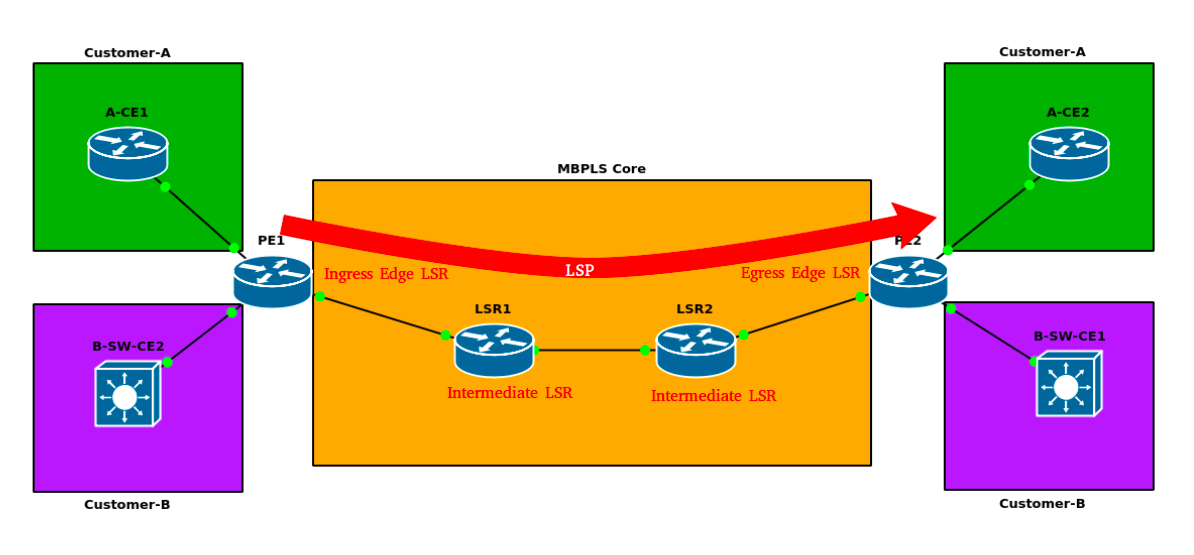 Customer-A
Customer-A
A-CE1
A-CE2
MBPLS Core
PE1
PE2
Ingress Edge LSR
LSP
Egress Edge LSR
LSR1
LSR2
B-SW-CE2
B-SW-CE1
Intermediate LSR
Intermediate LSR
Customer-B
Customer-B